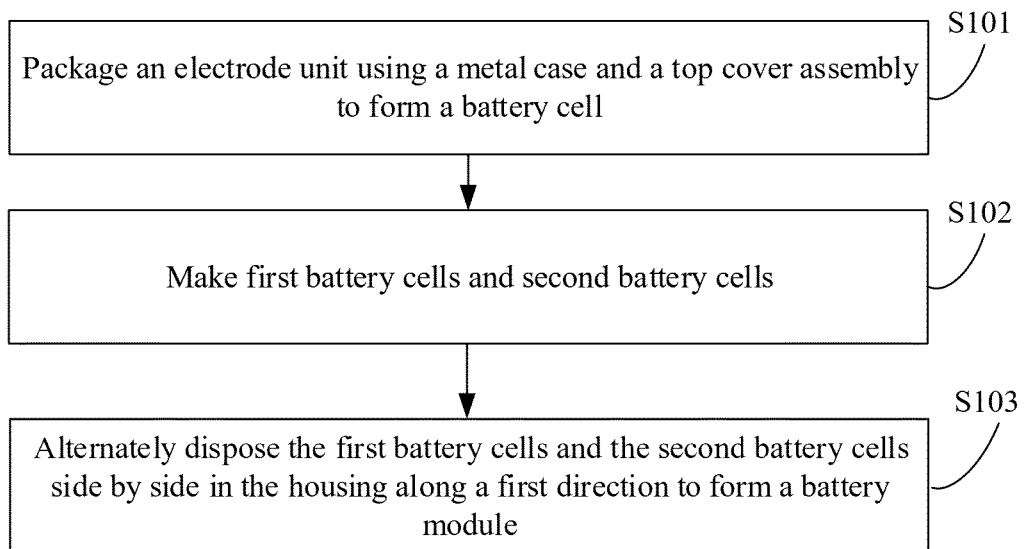 S101
Package an electrode unit using a metal case and a top cover assembly
to form a battery cell
S102
Make first battery cells and second battery cells
S103
Alternately dispose the first battery cells and the second battery cells
side by side in the housing along a first direction to form a battery
module